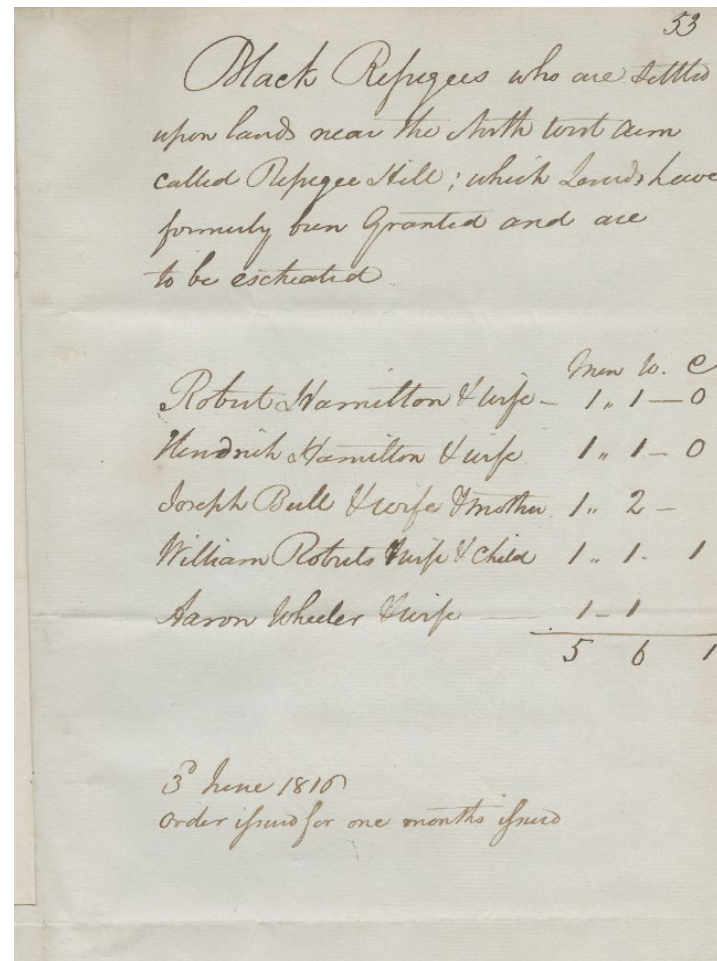 53
Black Refugees who are settled
upon lands near the North West Arm
called Refugee Hill; which Lands have
formerly been Granted and are
to be escheated.
Men W. C
Robert Hamilton & wife – 1 „ 1 – 0
Hendrick Hamilton & wife 1 „ 1 – 0
Joseph Bull & wife & mother 1 „ 2 –
William Roberts & wife & Child 1 „ 1 - 1
Aaron Wheeler & wife — 1 – 1
5 6 1
3d June 1816
order issued for one months issued